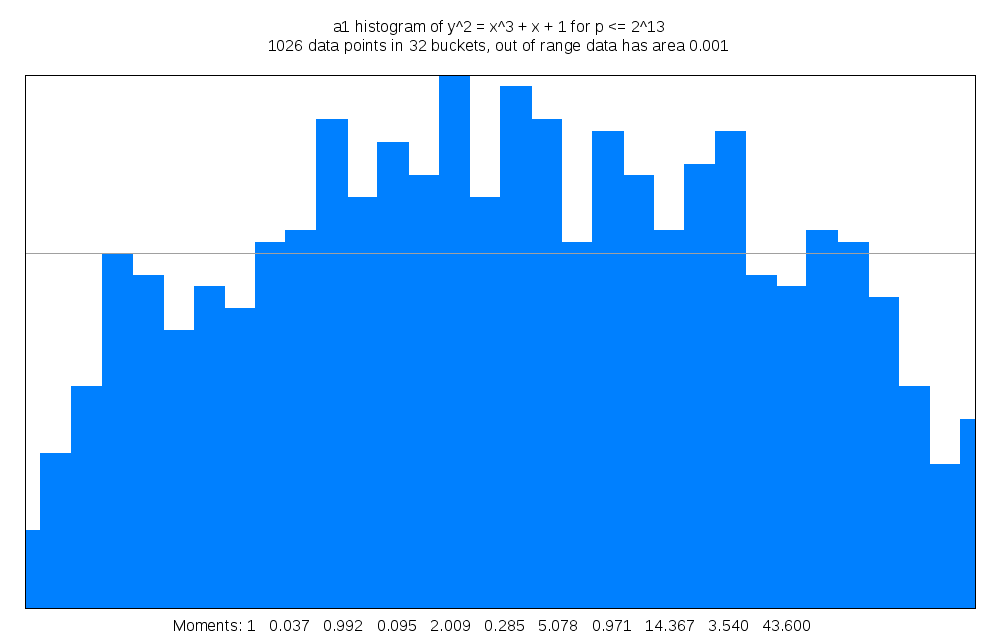 a1 histogram of y^2 = x^3 + x + 1 for p <= 2^13
1026 data points in 32 buckets, out of range data has area 0.001
Moments: 1 0.037 0.992 0.095 2.009 0.285 5.078 0.971 14.367 3.540 43.600